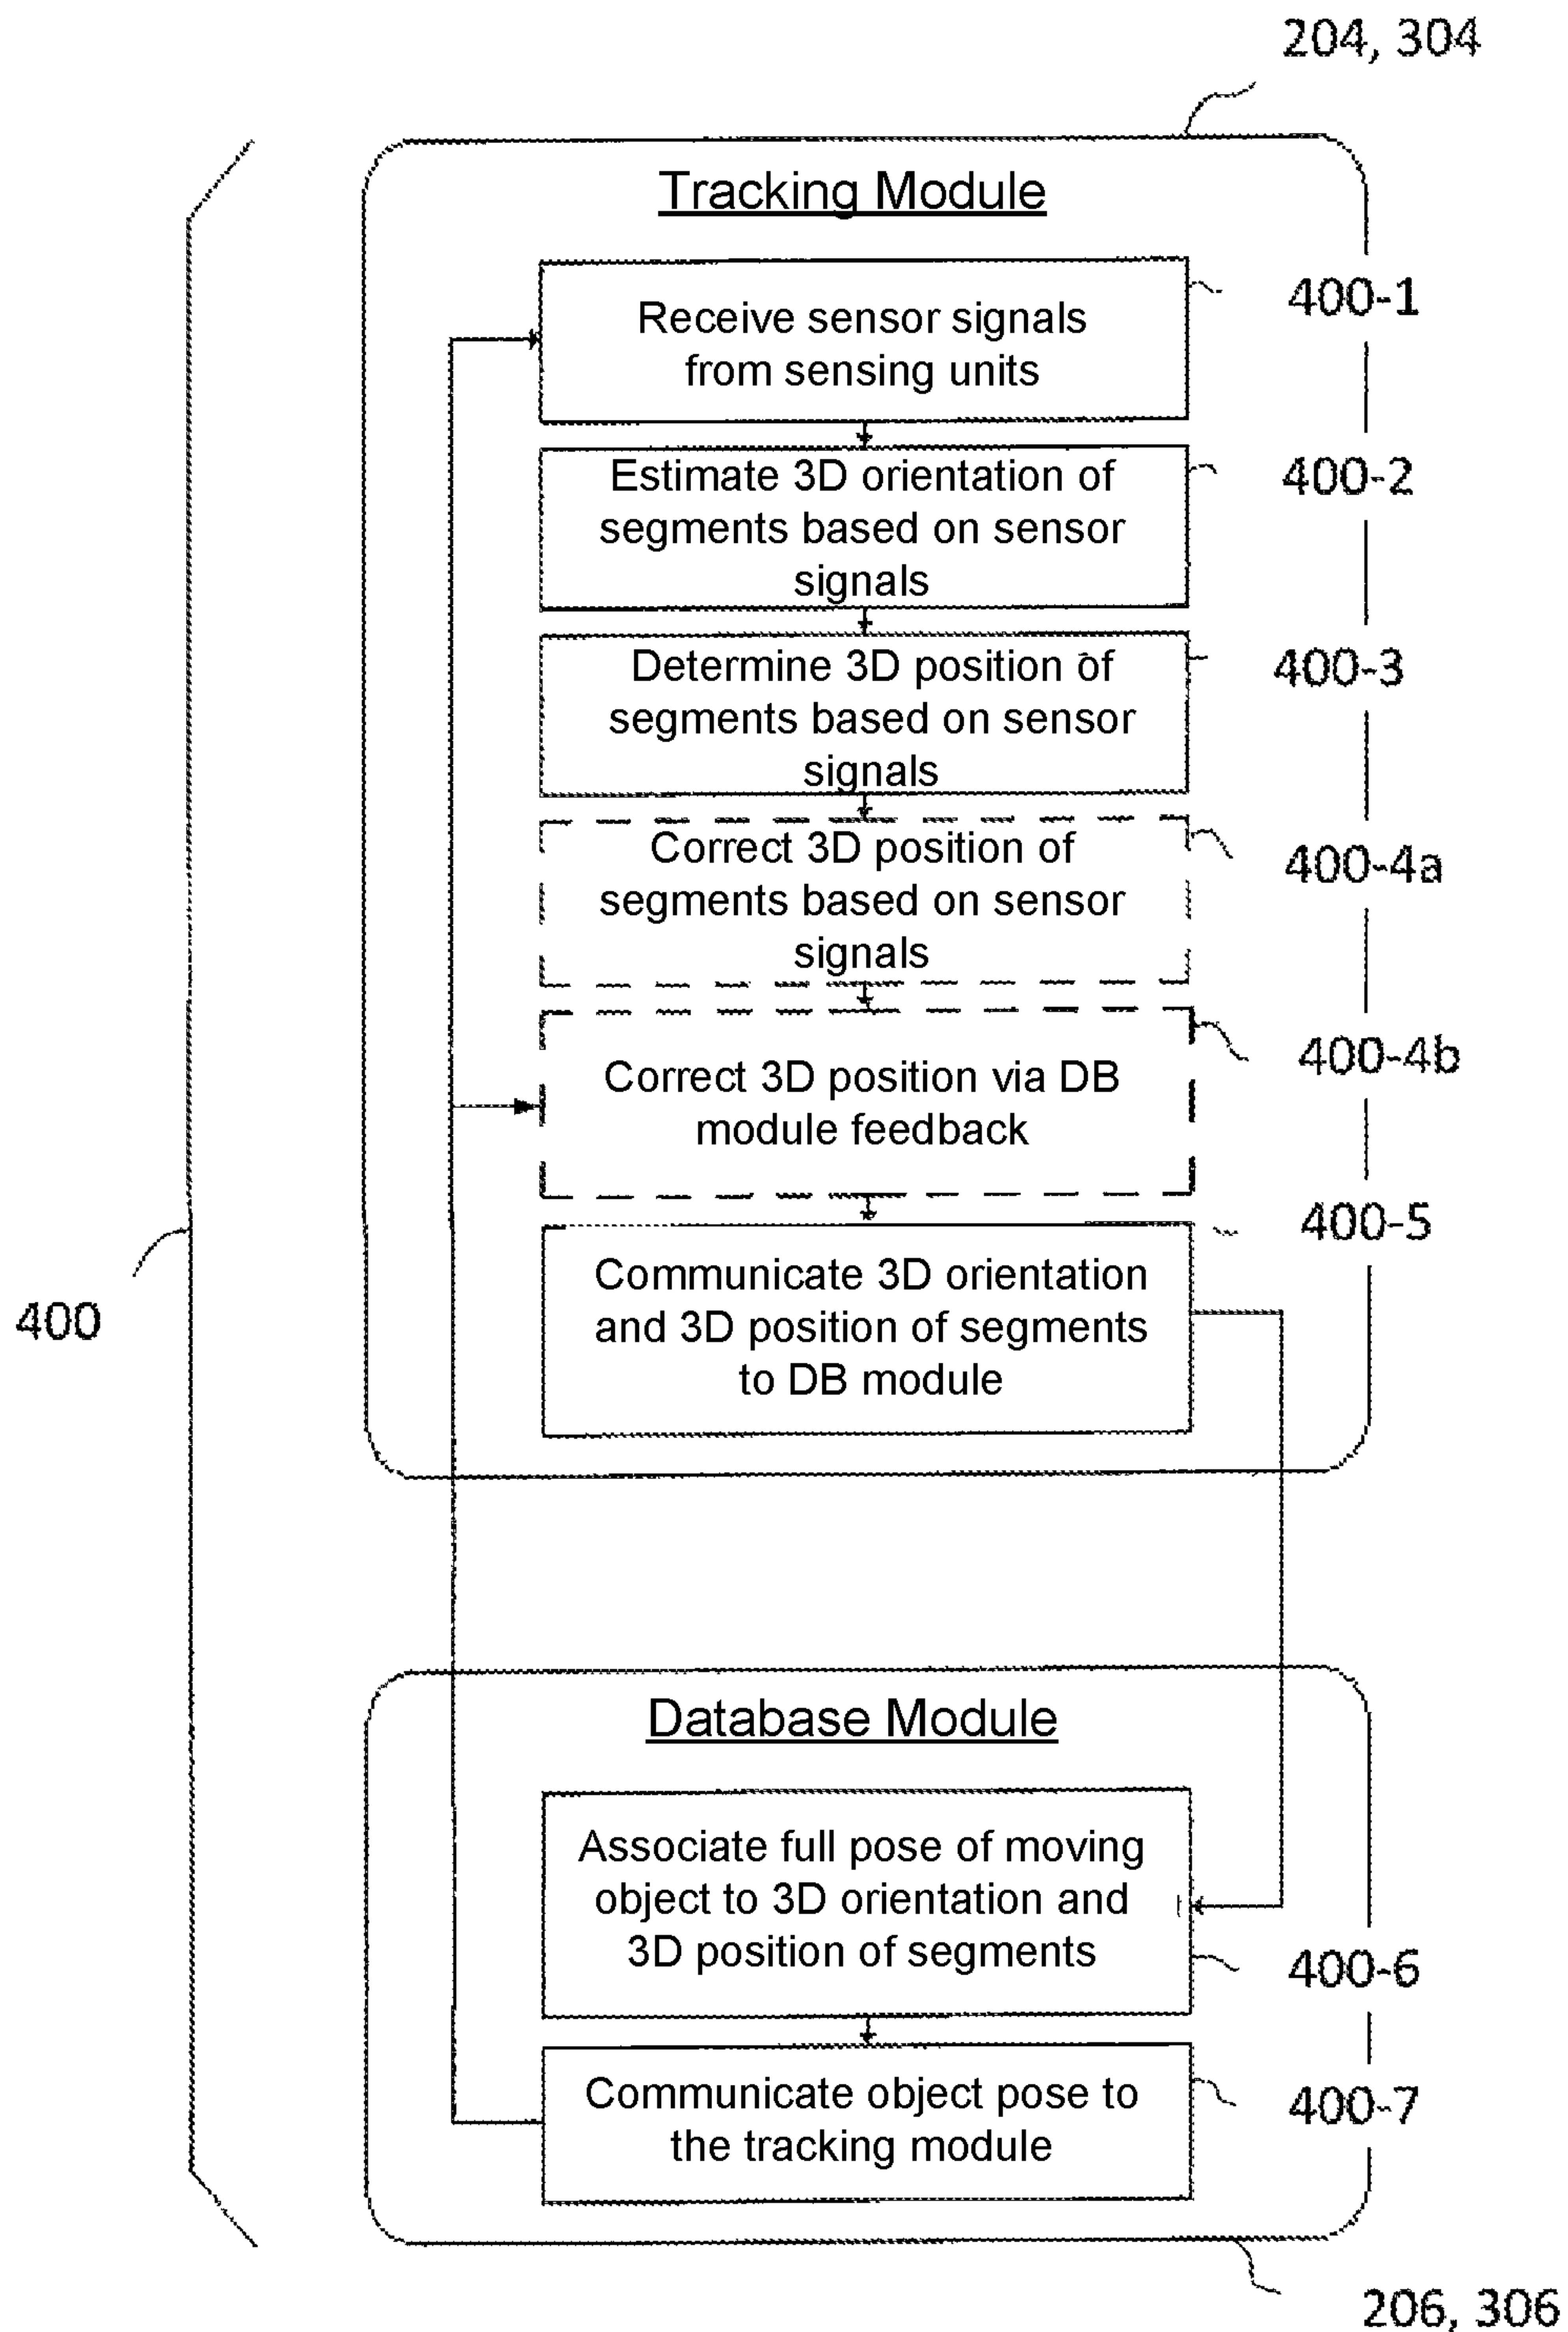 204, 304
Tracking Module
Receive sensor signals
from sensing units
400-1
Estimate 3D orientation of
segments based on sensor
signals
400-2
Determine 3D position of
segments based on sensor
signals
400-3
Correct 3D position of
segments based on sensor
signals
400-4a
Correct 3D position via DB
module feedback
400-4b
Communicate 3D orientation
and 3D position of segments
to DB module
400-5
400
Database Module
Associate full pose of moving
object to 3D orientation and
3D position of segments
400-6
Communicate object pose to
the tracking module
400-7
206, 306